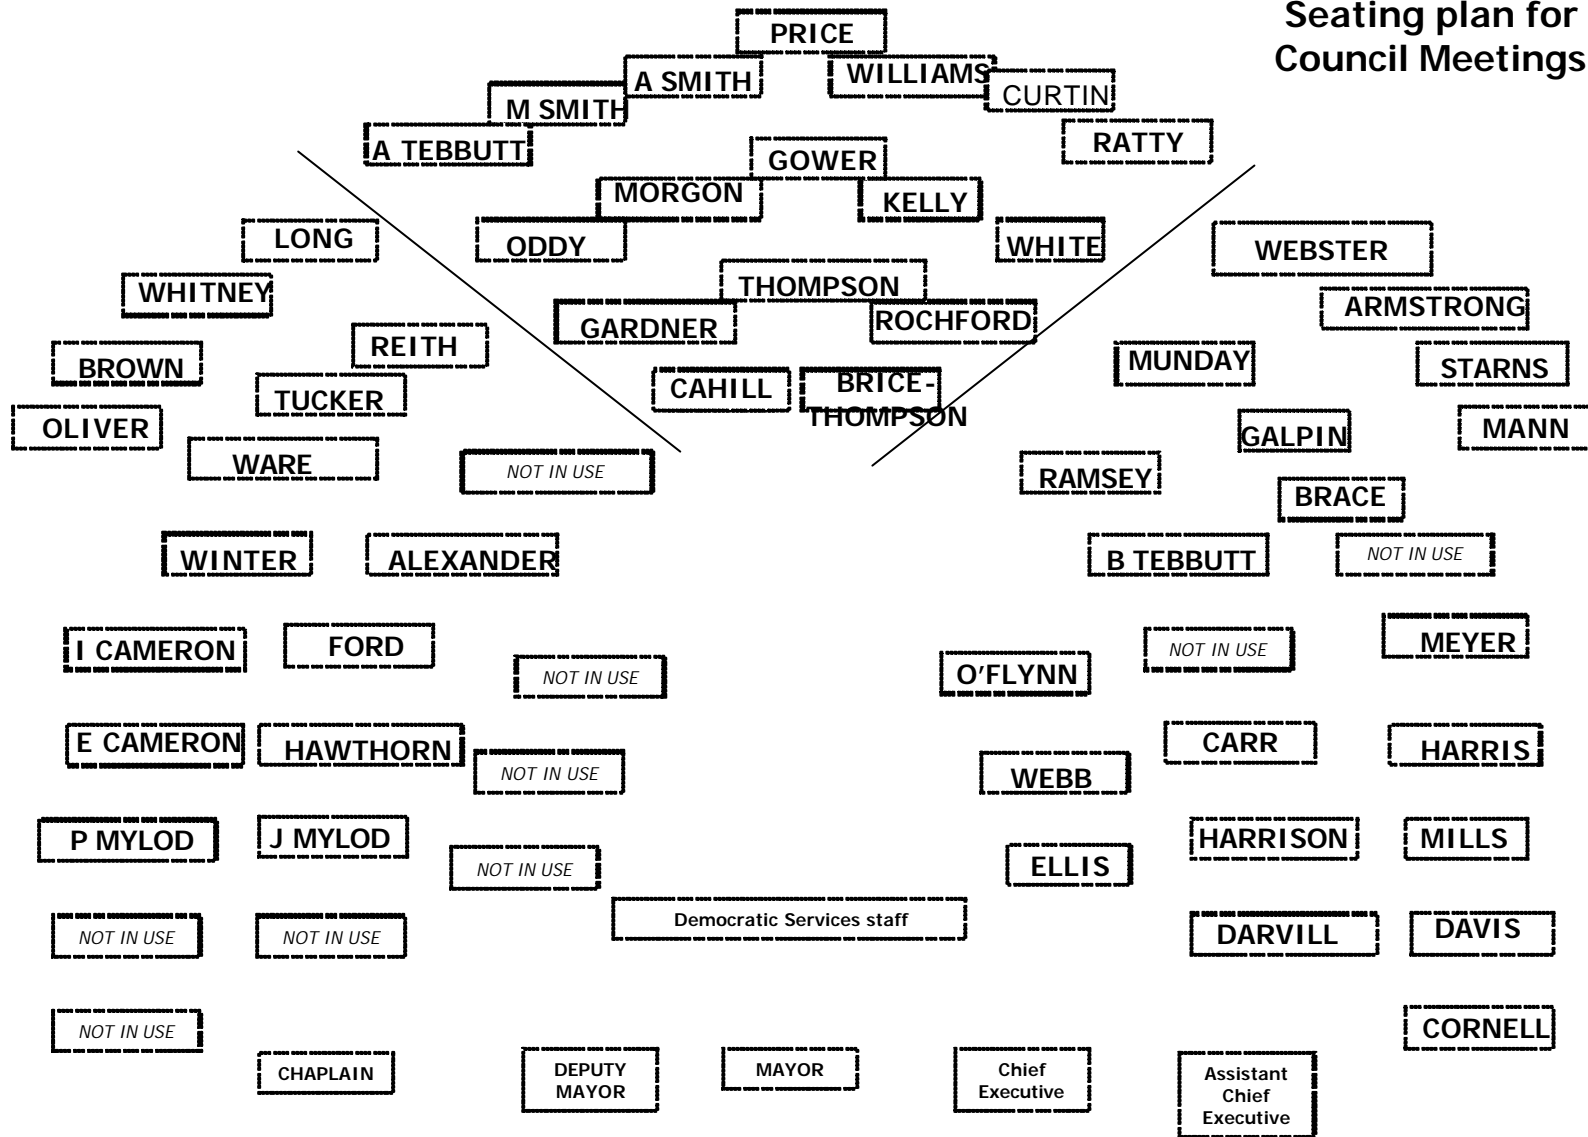 Seating plan for
Council Meetings
PRICE
A SMITH
WILLIAMS
M SMITH
CURTIN
A TEBBUTT
RATTY
GOWER
MORGON
KELLY
LONG
ODDY
WHITE
WEBSTER
WHITNEY
THOMPSON
ARMSTRONG
GARDNER
ROCHFORD
BROWN
REITH
MUNDAY
STARNS
TUCKER
CAHILL
BRICE-
THOMPSON
OLIVER
GALPIN
MANN
WARE
NOT IN USE
RAMSEY
BRACE
WINTER
ALEXANDER
B TEBBUTT
NOT IN USE
I CAMERON
FORD
NOT IN USE
O'FLYNN
NOT IN USE
MEYER
E CAMERON
HAWTHORN
NOT IN USE
WEBB
CARR
HARRIS
P MYLOD
J MYLOD
NOT IN USE
ELLIS
HARRISON
MILLS
NOT IN USE
NOT IN USE
Democratic Services staff
DARVILL
DAVIS
NOT IN USE
CORNELL
CHAPLAIN
DEPUTY
MAYOR
MAYOR
Chief
Executive
Assistant
Chief
Executive